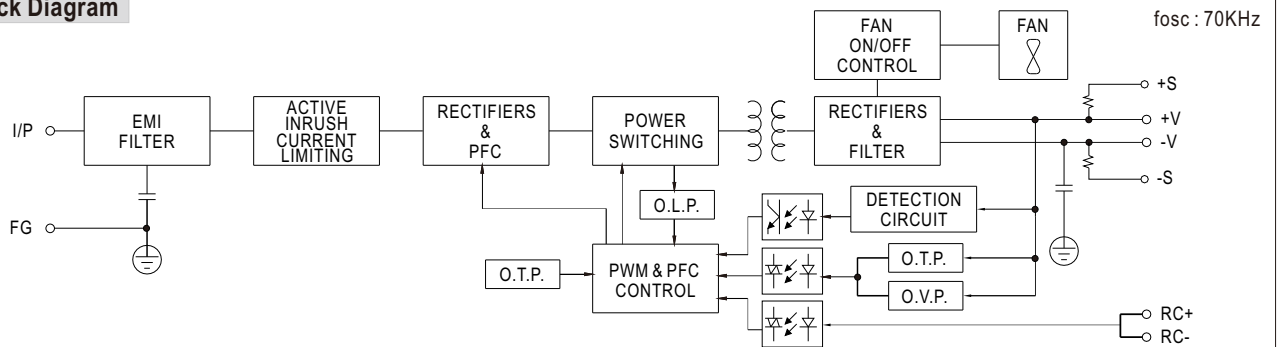 ck Diagram
fosc : 70KHz
FAN
ON/OFF
CONTROL
FAN
I/P
EMI
FILTER
ACTIVE
INRUSH
CURRENT
LIMITING
RECTIFIERS
&
PFC
POWER
SWITCHING
RECTIFIERS
&
FILTER
+S
+V
-V
-S
FG
O.L.P.
DETECTION
CIRCUIT
O.T.P.
PWM & PFC
CONTROL
O.T.P.
O.V.P.
RC+
RC-